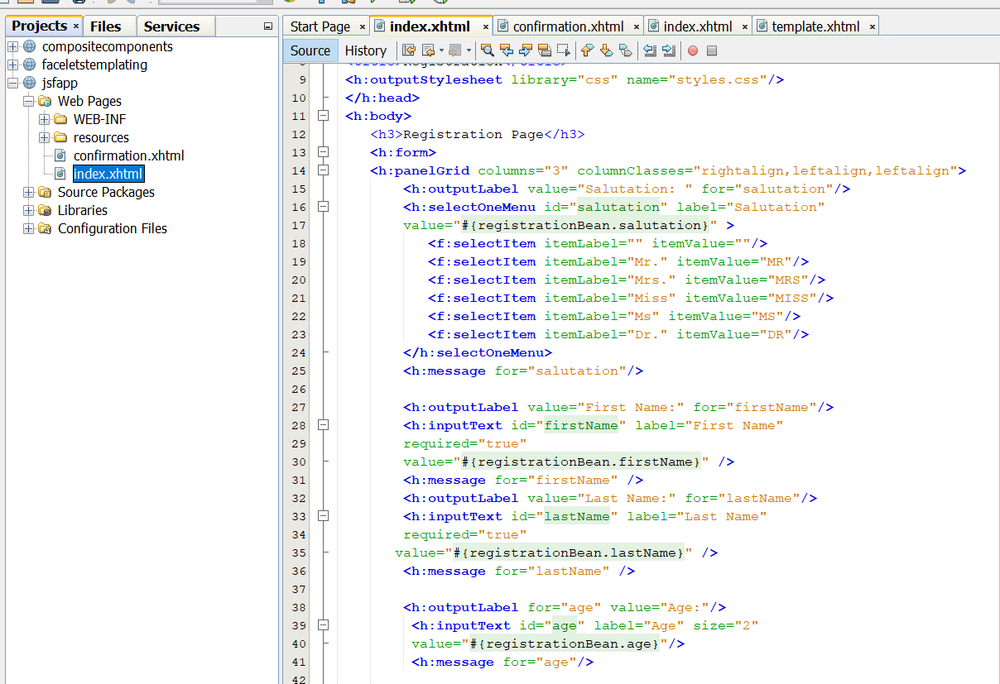 Projects
Files
Services
compositecomponents
faceletstemplating
jsfapp
Web Pages
WEB-INF
resources
confirmation.xhtml
index.xhtml
Source Packages
Libraries
Configuration Files
Start Page
index.xhtml
confirmation.xhtml
index.xhtml
template.xhtml
Source
History
9 <h:outputStylesheet library="css" name="styles.css"/>
10 </h:head>
11 <h:body>
12 <h3>Registration Page</h3>
13 <h:form>
14 <h:panelGrid columns="3" columnClasses="rightalign,leftalign,leftalign">
15 <h:outputLabel value="Salutation: " for="salutation"/>
16 <h:selectOneMenu id="salutation" label="Salutation"
17 value="#{registrationBean.salutation}" >
18 <f:selectItem itemLabel="" itemValue=""/>
19 <f:selectItem itemLabel="Mr." itemValue="MR"/>
20 <f:selectItem itemLabel="Mrs." itemValue="MRS"/>
21 <f:selectItem itemLabel="Miss" itemValue="MISS"/>
22 <f:selectItem itemLabel="Ms" itemValue="MS"/>
23 <f:selectItem itemLabel="Dr." itemValue="DR"/>
24 </h:selectOneMenu>
25 <h:message for="salutation"/>
26
27 <h:outputLabel value="First Name:" for="firstName"/>
28 <h:inputText id="firstName" label="First Name"
29 required="true"
30 value="#{registrationBean.firstName}" />
31 <h:message for="firstName" />
32 <h:outputLabel value="Last Name:" for="lastName"/>
33 <h:inputText id="lastName" label="Last Name"
34 required="true"
35 value="#{registrationBean.lastName}" />
36 <h:message for="lastName" />
37
38 <h:outputLabel for="age" value="Age:"/>
39 <h:inputText id="age" label="Age" size="2"
40 value="#{registrationBean.age}"/>
41 <h:message for="age"/>
42